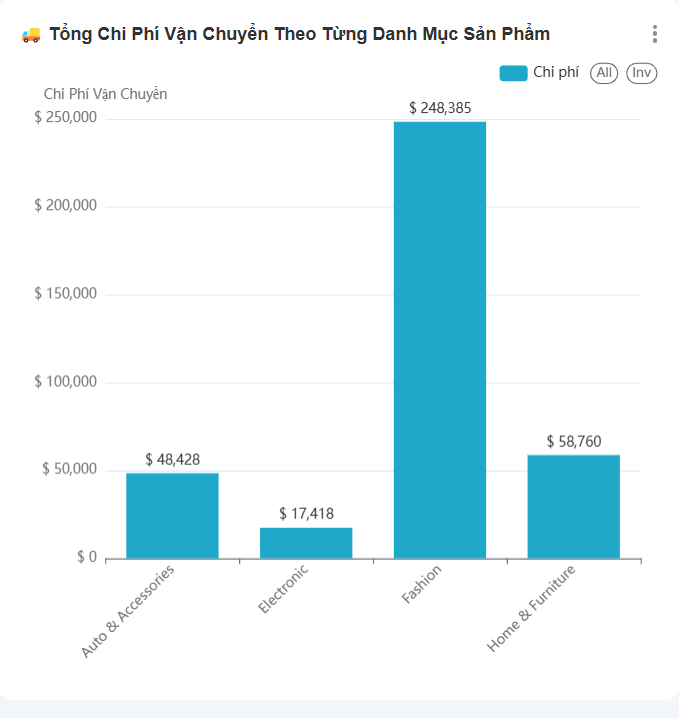 🚚 Tổng Chi Phí Vận Chuyển Theo Từng Danh Mục Sản Phẩm
Chi phí All Inv
Chi Phí Vận Chuyển
$ 250,000
$ 200,000
$ 150,000
$ 100,000
$ 50,000
$ 0
$ 48,428
$ 17,418
$ 248,385
$ 58,760
Auto & Accessories
Electronic
Fashion
Home & Furniture